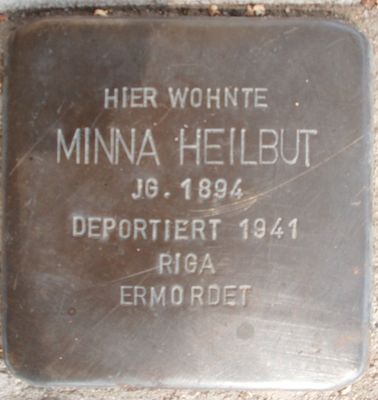 HIER WOHNTE
MINNA HEILBUT
JG. 1894
DEPORTIERT 1941
RIGA
ERMORDET